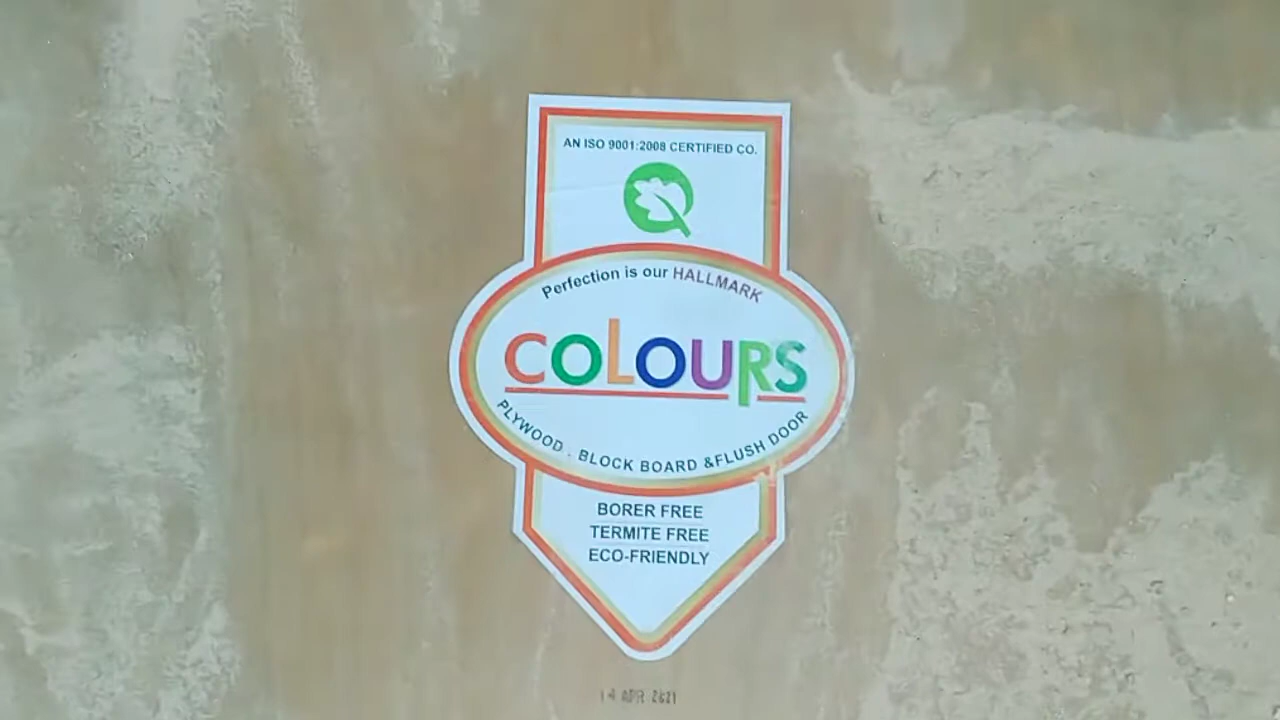 AN ISO 9001:2008 CERTIFIED CO.
Perfection is our HALLMARK
COLOURS
PLYWOOD . BLOCK BOARD &FLUSH DOOR
BORER FREE
TERMITE FREE
ECO-FRIENDLY
14 APR 2021